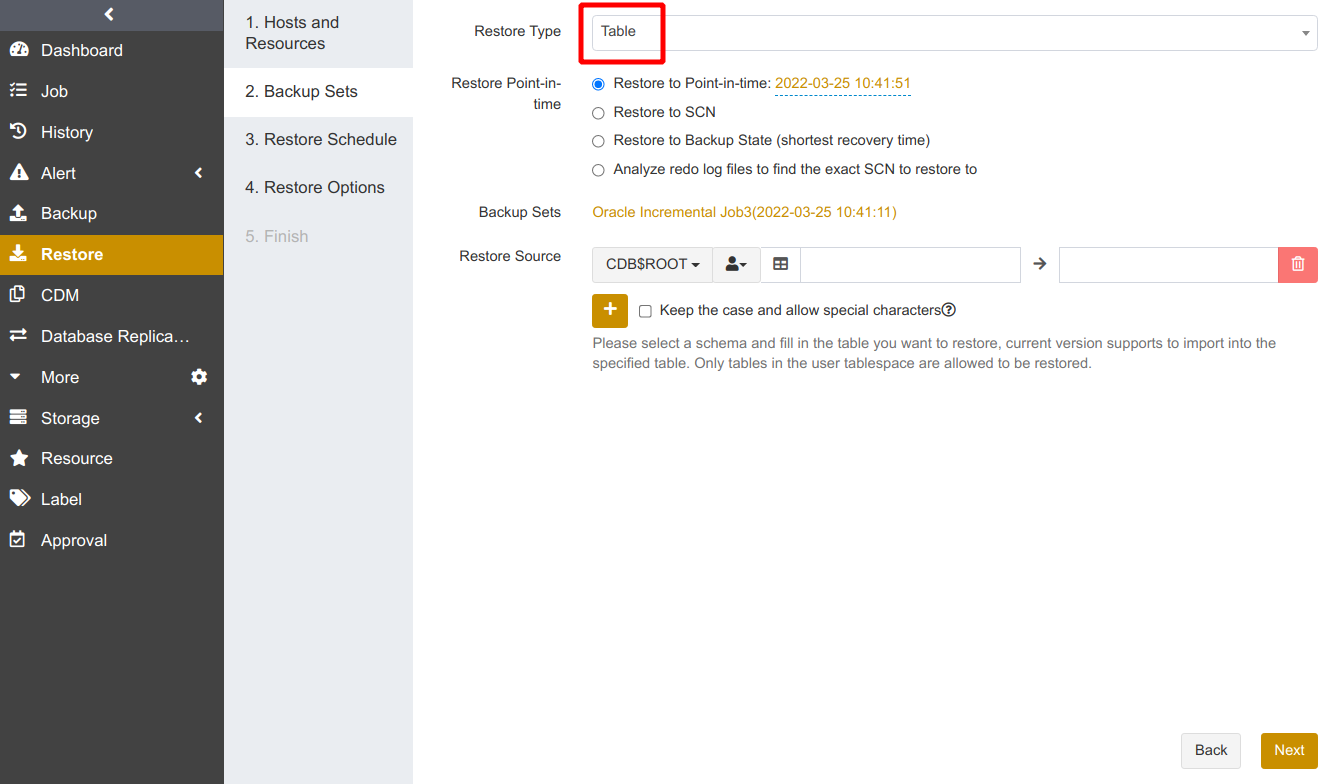 Dashboard
Job
History
Alert
Backup
Restore
CDM
Database Replica…
More
Storage
Resource
Label
Approval
1. Hosts and
Resources
2. Backup Sets
3. Restore Schedule
4. Restore Options
5. Finish
Restore Type
Table
Restore Point-in-
time
Restore to Point-in-time: 2022-03-25 10:41:51
Restore to SCN
Restore to Backup State (shortest recovery time)
Analyze redo log files to find the exact SCN to restore to
Backup Sets
Oracle Incremental Job3(2022-03-25 10:41:11)
Restore Source
CDB$ROOT
Keep the case and allow special characters
Please select a schema and fill in the table you want to restore, current version supports to import into the
specified table. Only tables in the user tablespace are allowed to be restored.
Back
Next